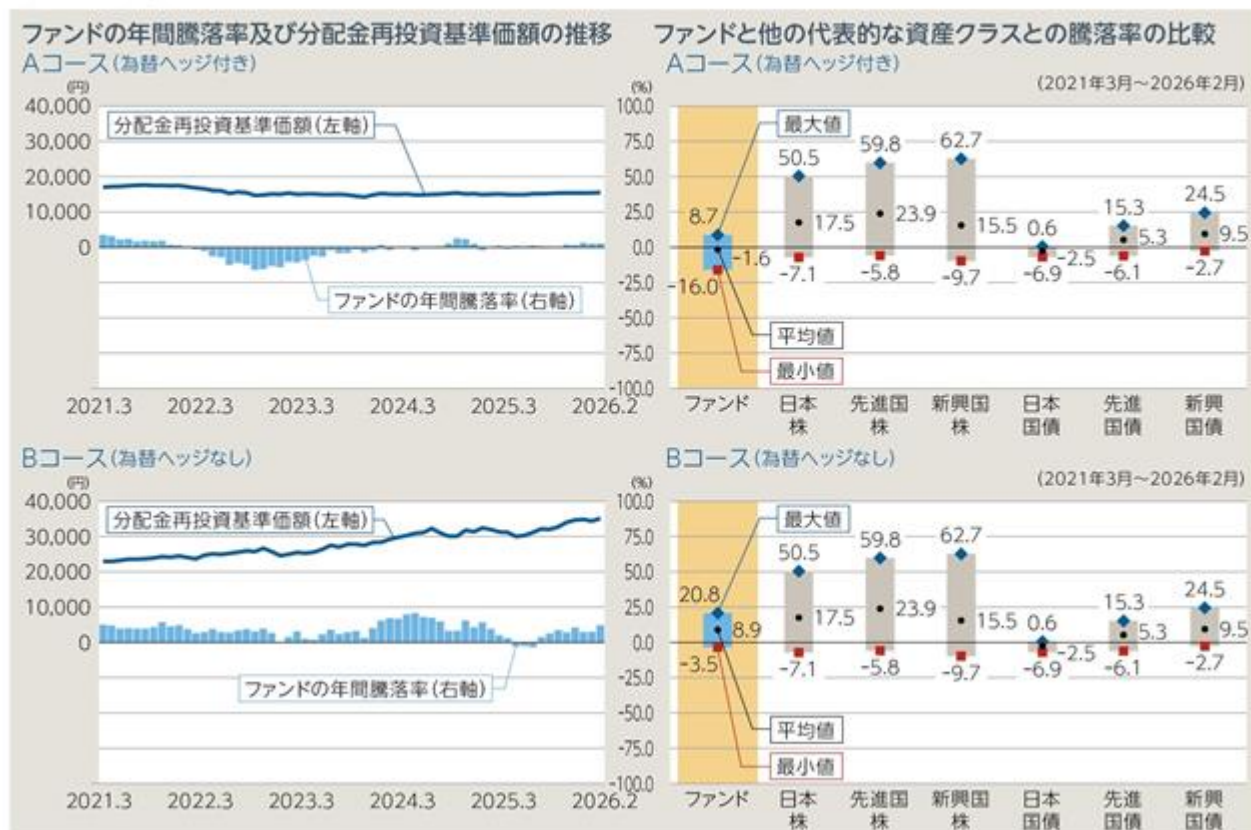 ファンドの年間騰落率及び分配金再投資基準価額の推移
Aコース(為替ヘッジ付き)
(円)
(%)
40,000
30,000
20,000
10,000
0
100.0
75.0
50.0
25.0
0.0
-25.0
-50.0
-75.0
-100.0
分配金再投資基準価額(左軸)
ファンドの年間騰落率(右軸)
2021.3 2022.3 2023.3 2024.3 2025.3 2026.2
ファンドと他の代表的な資産クラスとの騰落率の比較
Aコース(為替ヘッジ付き)
(2021年3月~2026年2月)
最大値
平均値
最小値
8.7 50.5 59.8 62.7 0.6 15.3 24.5
-1.6 17.5 23.9 15.5 -2.5 5.3 9.5
-16.0 -7.1 -5.8 -9.7 -6.9 -6.1 -2.7
ファンド 日本 先進国 新興国 日本 先進 新興
株 株 株 国債 国債 国債
Bコース(為替ヘッジなし)
(円)
(%)
40,000
30,000
20,000
10,000
0
100.0
75.0
50.0
25.0
0.0
-25.0
-50.0
-75.0
-100.0
分配金再投資基準価額(左軸)
ファンドの年間騰落率(右軸)
2021.3 2022.3 2023.3 2024.3 2025.3 2026.2
Bコース(為替ヘッジなし)
(2021年3月~2026年2月)
最大値
平均値
最小値
20.8 50.5 59.8 62.7 0.6 15.3 24.5
8.9 17.5 23.9 15.5 -2.5 5.3 9.5
-3.5 -7.1 -5.8 -9.7 -6.9 -6.1 -2.7
ファンド 日本 先進国 新興国 日本 先進 新興
株 株 株 国債 国債 国債